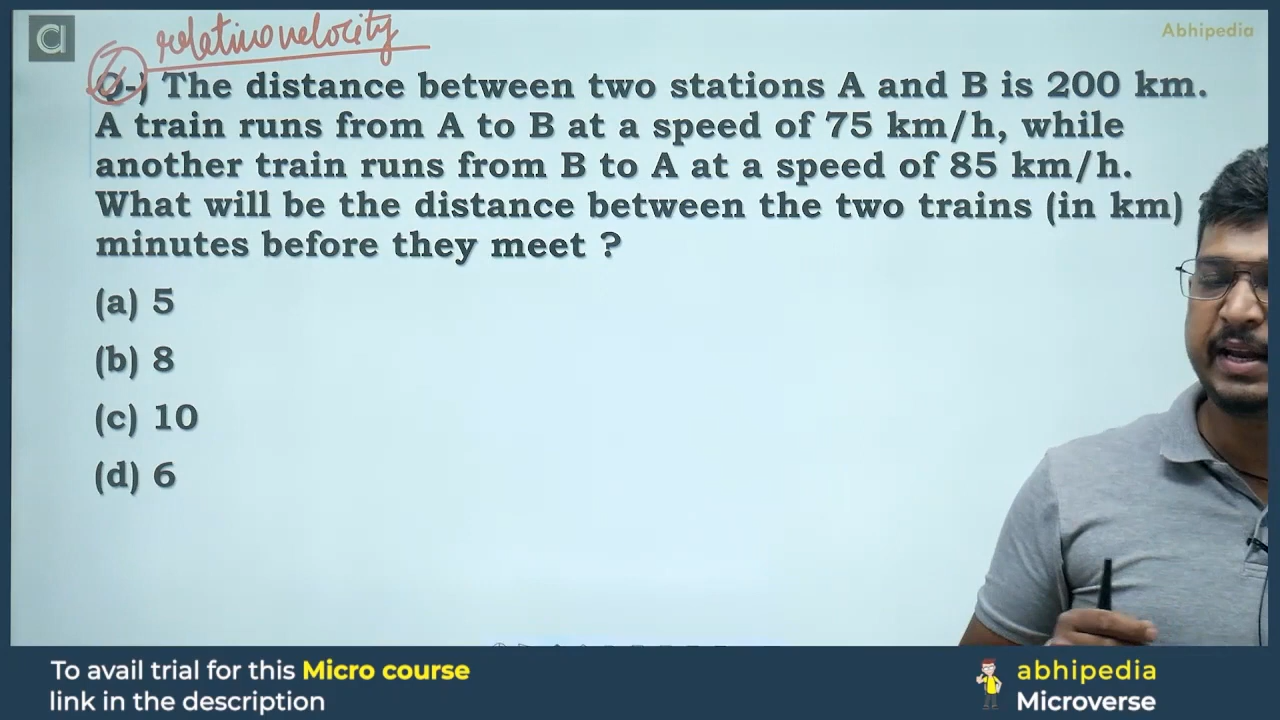 relative velocity
Abhipedia
Q-) The distance between two stations A and B is 200 km.
A train runs from A to B at a speed of 75 km/h, while
another train runs from B to A at a speed of 85 km/h.
What will be the distance between the two trains (in km)
minutes before they meet ?
(a) 5
(b) 8
(c) 10
(d) 6
To avail trial for this Micro course
link in the description
abhipedia
Microverse